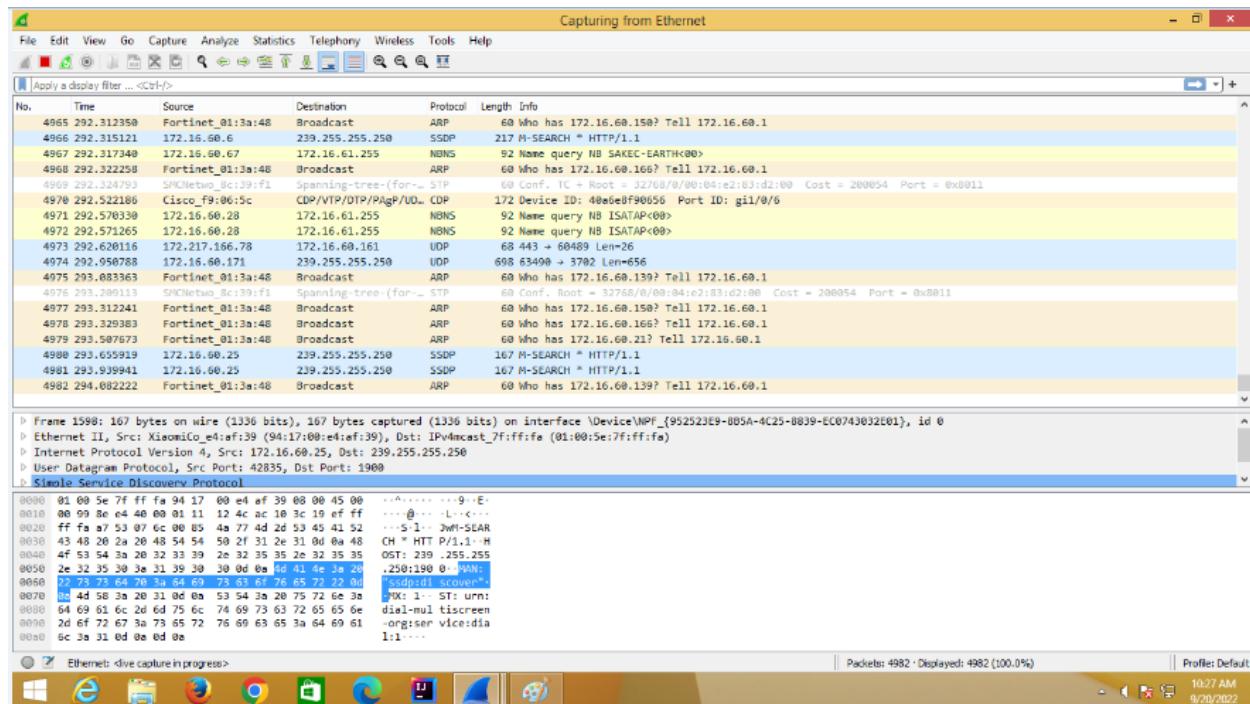 Capturing from Ethernet
File Edit View Go Capture Analyze Statistics Telephony Wireless Tools Help
Apply a display filter ... <Ctrl-/>
No. Time Source Destination Protocol Length Info
4965 292.312350 Fortinet_01:3a:48 Broadcast ARP 60 Who has 172.16.60.150? Tell 172.16.60.1
4966 292.315121 172.16.60.6 239.255.255.250 SSDP 217 M-SEARCH * HTTP/1.1
4967 292.317340 172.16.60.67 172.16.61.255 NBNS 92 Name query NB SAKEC-EARTH<00>
4968 292.322258 Fortinet_01:3a:48 Broadcast ARP 60 Who has 172.16.60.166? Tell 172.16.60.1
4969 292.324793 SMCNetwo_8c:39:f1 Spanning-tree-(for-… STP 60 Conf. TC + Root = 32768/0/00:04:e2:83:d2:00 Cost = 200054 Port = 0x8011
4970 292.522186 Cisco_f9:06:5c CDP/VTP/DTP/PAgP/UD… CDP 172 Device ID: 40a6e8f90656 Port ID: gi1/0/6
4971 292.570330 172.16.60.28 172.16.61.255 NBNS 92 Name query NB ISATAP<00>
4972 292.571265 172.16.60.28 172.16.61.255 NBNS 92 Name query NB ISATAP<00>
4973 292.620116 172.217.166.78 172.16.60.161 UDP 68 443 → 60489 Len=26
4974 292.950788 172.16.60.171 239.255.255.250 UDP 698 63490 → 3702 Len=656
4975 293.083363 Fortinet_01:3a:48 Broadcast ARP 60 Who has 172.16.60.139? Tell 172.16.60.1
4976 293.209113 SMCNetwo_8c:39:f1 Spanning-tree-(for-… STP 60 Conf. Root = 32768/0/00:04:e2:83:d2:00 Cost = 200054 Port = 0x8011
4977 293.312241 Fortinet_01:3a:48 Broadcast ARP 60 Who has 172.16.60.150? Tell 172.16.60.1
4978 293.329383 Fortinet_01:3a:48 Broadcast ARP 60 Who has 172.16.60.166? Tell 172.16.60.1
4979 293.507673 Fortinet_01:3a:48 Broadcast ARP 60 Who has 172.16.60.21? Tell 172.16.60.1
4980 293.655919 172.16.60.25 239.255.255.250 SSDP 167 M-SEARCH * HTTP/1.1
4981 293.939941 172.16.60.25 239.255.255.250 SSDP 167 M-SEARCH * HTTP/1.1
4982 294.082222 Fortinet_01:3a:48 Broadcast ARP 60 Who has 172.16.60.139? Tell 172.16.60.1
Frame 1598: 167 bytes on wire (1336 bits), 167 bytes captured (1336 bits) on interface \Device\NPF_{952523E9-8B5A-4C25-8839-EC0743032E01}, id 0
Ethernet II, Src: XiaomiCo_e4:af:39 (94:17:00:e4:af:39), Dst: IPv4mcast_7f:ff:fa (01:00:5e:7f:ff:fa)
Internet Protocol Version 4, Src: 172.16.60.25, Dst: 239.255.255.250
User Datagram Protocol, Src Port: 42835, Dst Port: 1900
Simple Service Discovery Protocol
0000 01 00 5e 7f ff fa 94 17 00 e4 af 39 08 00 45 00 ··^····· ···9··E·
0010 00 99 8e e4 40 00 01 11 12 4c ac 10 3c 19 ef ff ····@··· ·L··<···
0020 ff fa a7 53 07 6c 00 85 4a 77 4d 2d 53 45 41 52 ···S·l·· JwM-SEAR
0030 43 48 20 2a 20 48 54 54 50 2f 31 2e 31 0d 0a 48 CH * HTT P/1.1··H
0040 4f 53 54 3a 20 32 33 39 2e 32 35 35 2e 32 35 35 OST: 239 .255.255
0050 2e 32 35 30 3a 31 39 30 30 0d 0a 4d 41 4e 3a 20 .250:190 0··MAN:
0060 22 73 73 64 70 3a 64 69 73 63 6f 76 65 72 22 0d "ssdp:di scover"·
0070 0a 4d 58 3a 20 31 0d 0a 53 54 3a 20 75 72 6e 3a ·MX: 1·· ST: urn:
0080 64 69 61 6c 2d 6d 75 6c 74 69 73 63 72 65 65 6e dial-mul tiscreen
0090 2d 6f 72 67 3a 73 65 72 76 69 63 65 3a 64 69 61 -org:ser vice:dia
00a0 6c 3a 31 0d 0a 0d 0a l:1····
Ethernet: <live capture in progress> Packets: 4982 · Displayed: 4982 (100.0%) Profile: Default
10:27 AM
9/20/2022